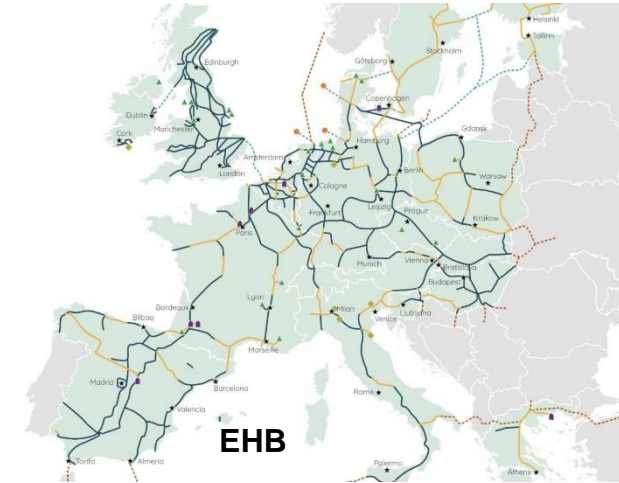 Helsinki
Tallinn
Stockholm
Göteborg
Edinburgh
Copenhagen
Dublin
Manchester
Gdansk
Cork
Hamburg
Amsterdam
Berlin
Warsaw
London
Cologne
Leipzig
Frankfurt
Prague
Krakow
Paris
Munich
Vienna
Bratislava
Budapest
Lyon
Bordeaux
Milan
Venice
Ljubljana
Bilbao
Marseille
Madrid
Barcelona
Rome
Valencia
EHB
Tarifa
Almeria
Palermo
Athens